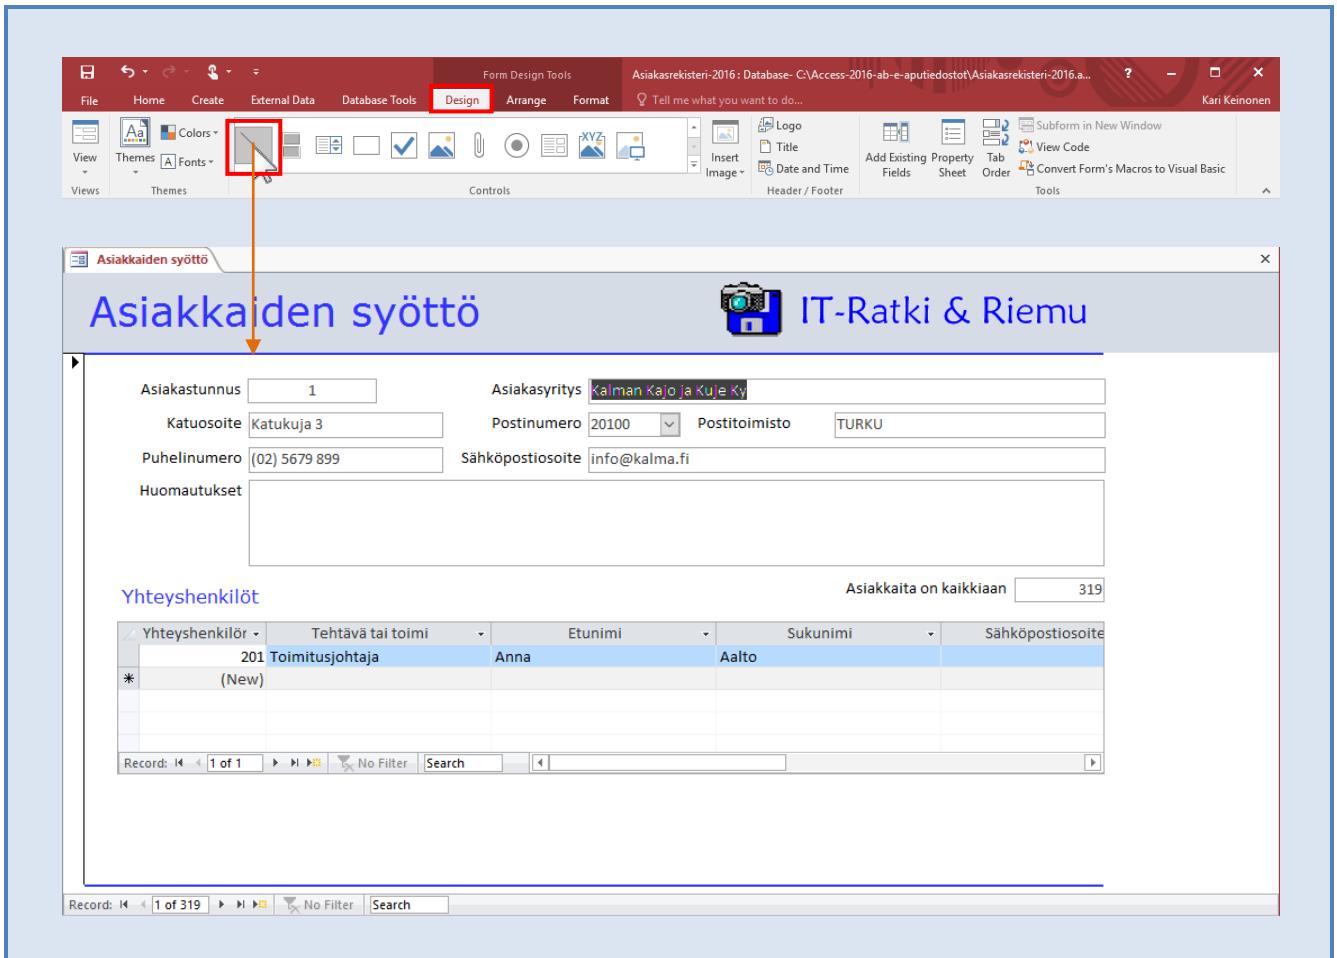 Form Design Tools
Asiakasrekisteri-2016 : Database- C:\Access-2016-ab-e-aputiedostot\Asiakasrekisteri-2016.a...
?
File Home Create External Data Database Tools Design Arrange Format Tell me what you want to do... Kari Keinonen
View
Views
Aa
Themes
Colors
A Fonts
Themes
XYZ
Controls
Insert
Image
Logo
Title
Date and Time
Header / Footer
Add Existing
Fields
Property
Sheet
Tab
Order
Subform in New Window
View Code
Convert Form's Macros to Visual Basic
Tools
Asiakkaiden syöttö
Asiakkaiden syöttö
IT-Ratki & Riemu
Asiakastunnus 1 Asiakasyritys Kalman Kajo ja Kuje Ky
Katuosoite Katukuja 3 Postinumero 20100 Postitoimisto TURKU
Puhelinumero (02) 5679 899 Sähköpostiosoite info@kalma.fi
Huomautukset
Asiakkaita on kaikkiaan 319
Yhteyshenkilöt
Yhteyshenkilör Tehtävä tai toimi Etunimi Sukunimi Sähköpostiosoite
201 Toimitusjohtaja Anna Aalto
(New)
Record: 1 of 1 No Filter Search
Record: 1 of 319 No Filter Search